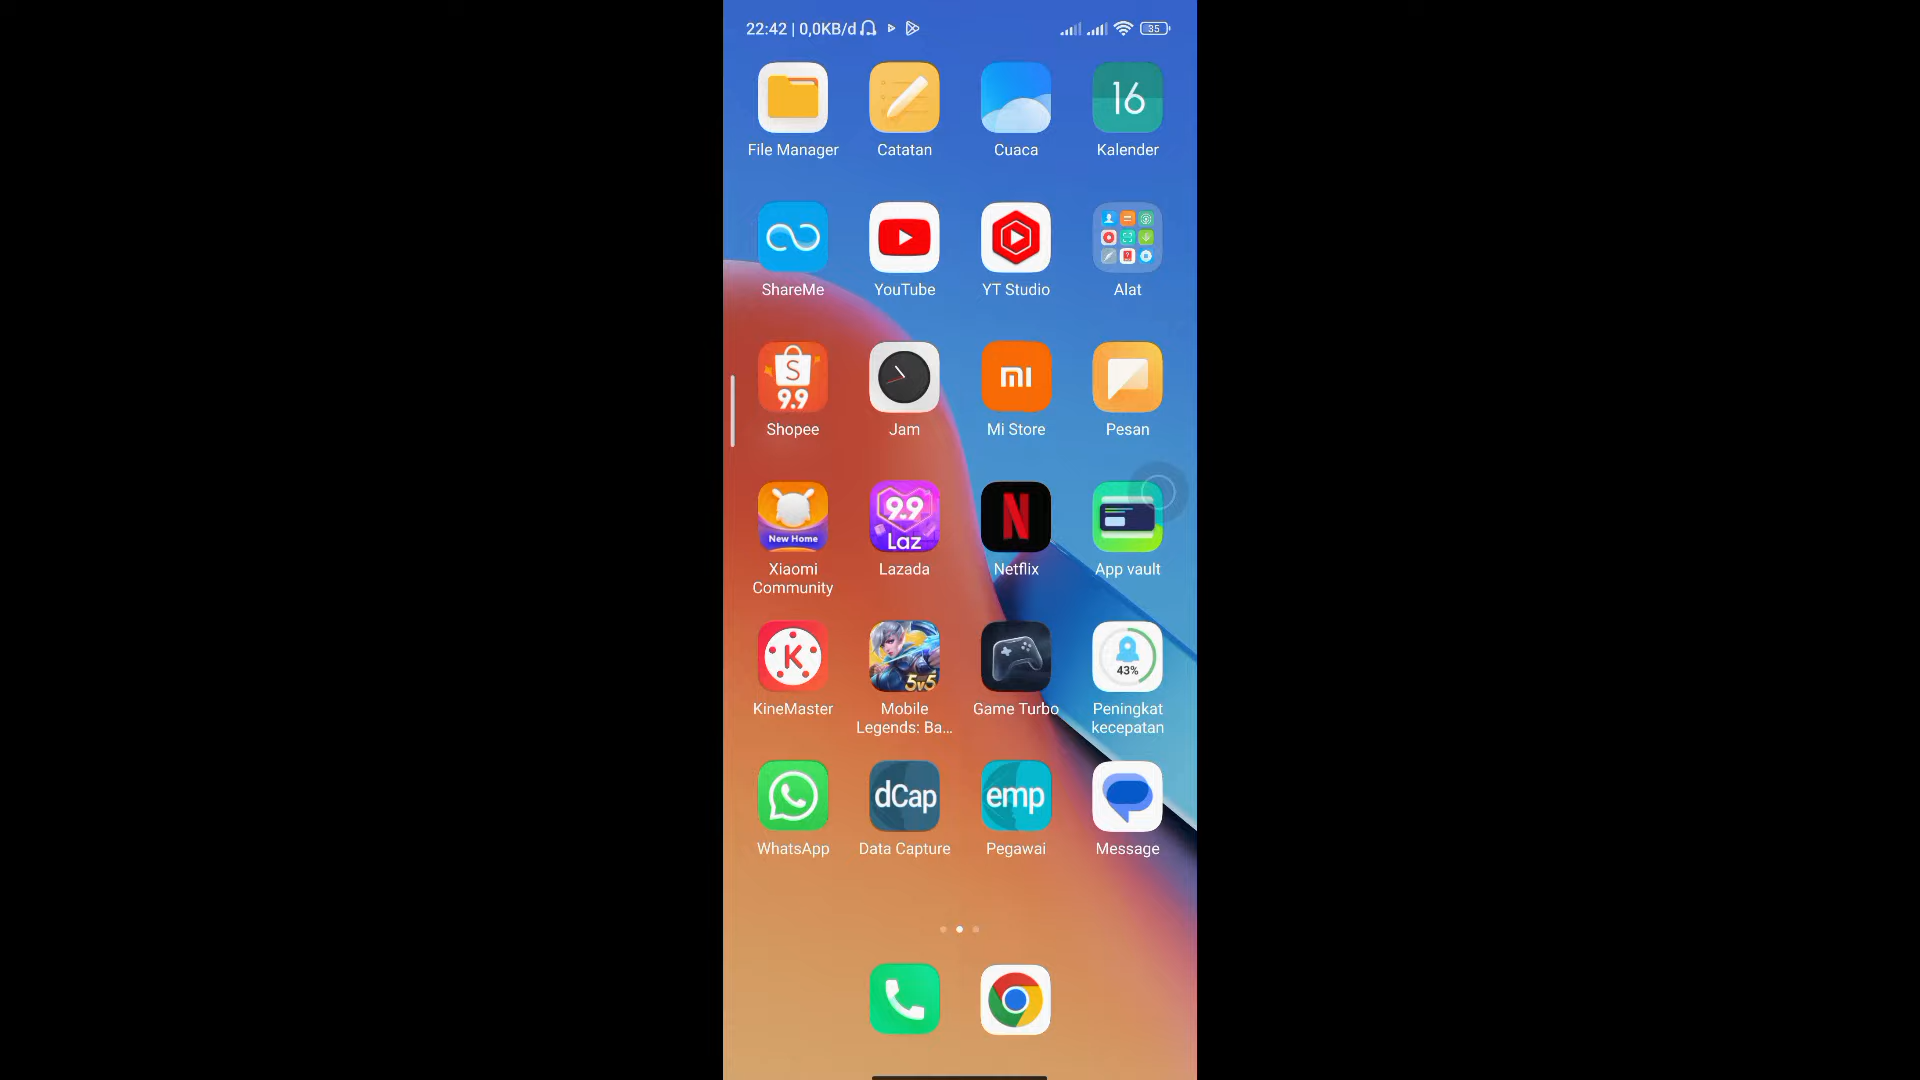 22:42 | 0,0KB/d
35
16
File Manager
Catatan
Cuaca
Kalender
ShareMe
YouTube
YT Studio
Alat
S
9.9
mi
Shopee
Jam
Mi Store
Pesan
New Home
9.9
Laz
N
Xiaomi
Community
Lazada
Netflix
App vault
K
5v5
43%
KineMaster
Mobile
Legends: Ba...
Game Turbo
Peningkat
kecepatan
dCap
emp
WhatsApp
Data Capture
Pegawai
Message